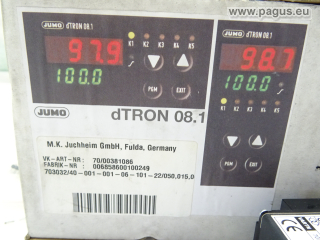 www.pagus.eu
JUMO dTRON 08.1
97.9
100.0
K1 K2 K3 K4 K5
PGM EXIT
JUMO dTRON 08.1
98.7
100.0
K1 K2 K3 K4 K5
PGM EXIT
JUMO
dTRON 08.1
M.K. Juchheim GmbH, Fulda, Germany
VK-ART-NR: 70/00381086
FABRIK-NR: 0068586001 00249
703032/40-001-001-06-101-22/050,015.0